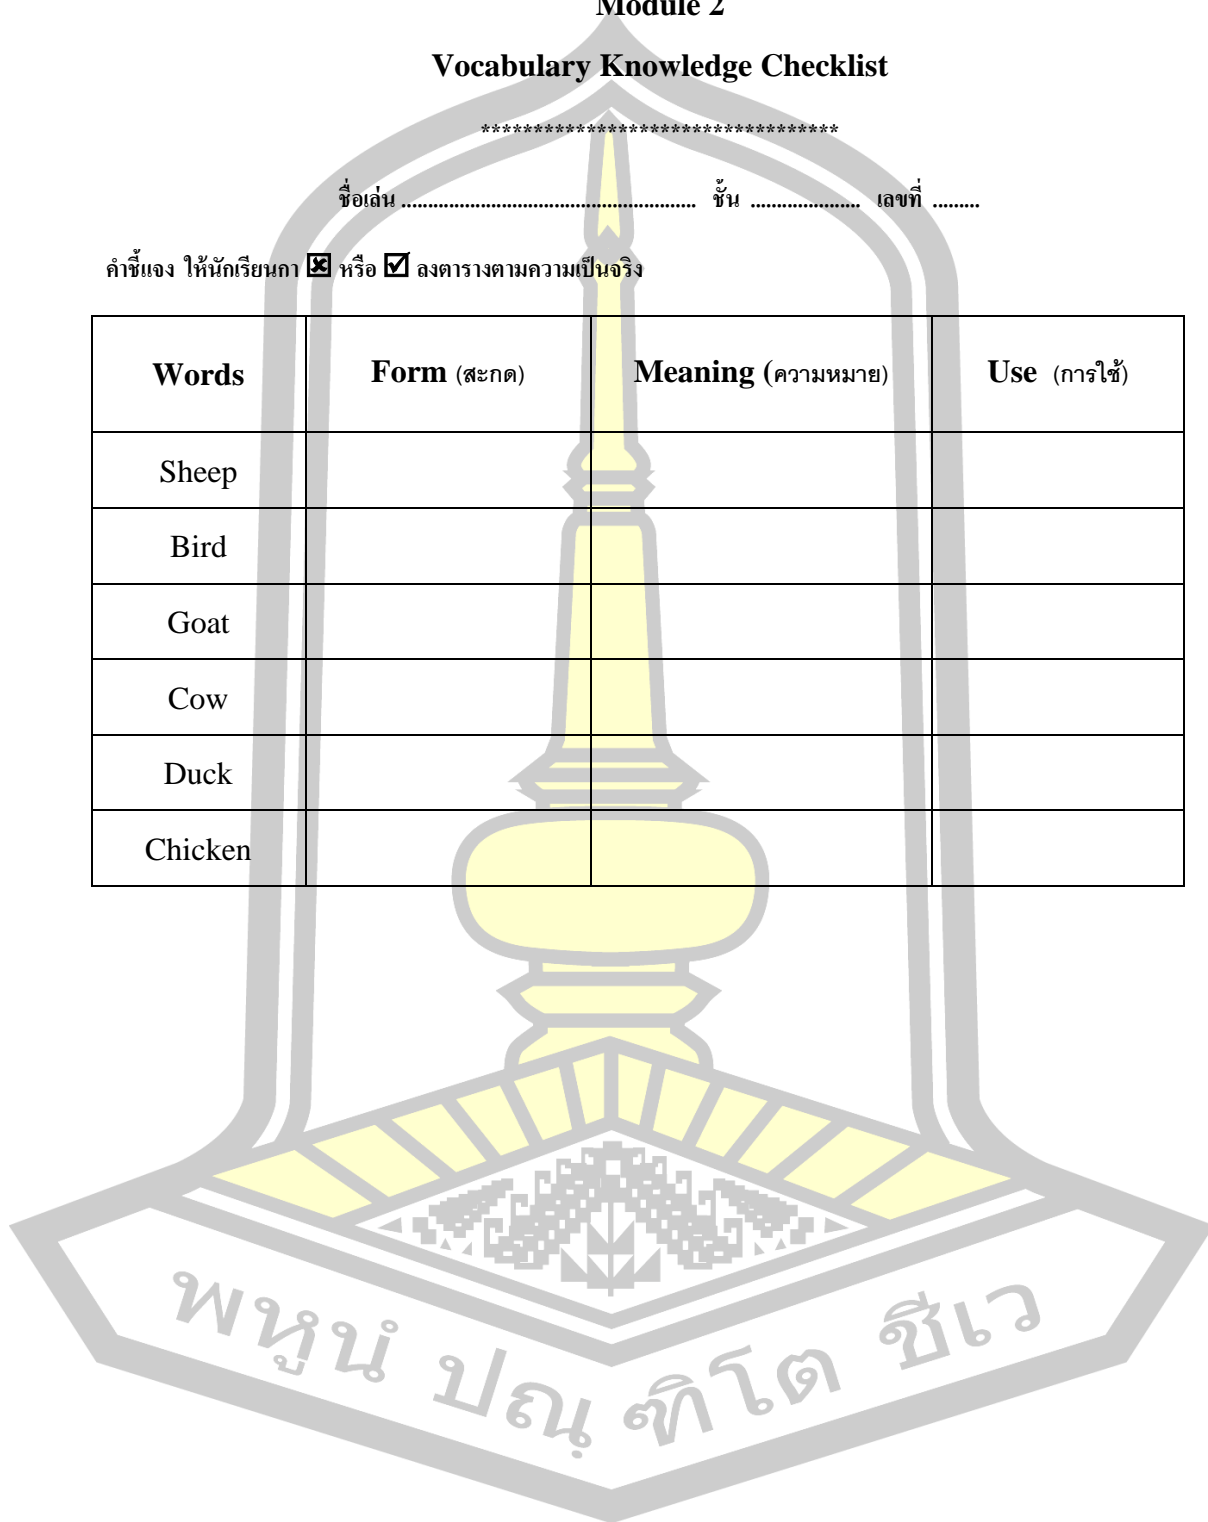 Module 2
Vocabulary Knowledge Checklist
**********************************
ชื่อเล่น ........................................................ ชั้น ..................... เลขที่ .........
คำชี้แจง ให้นักเรียนกา ☒ หรือ ☑ ลงตารางตามความเป็นจริง
Words Form (สะกด) Meaning (ความหมาย) Use (การใช้)
Sheep
Bird
Goat
Cow
Duck
Chicken
พหูนํ ปณฺฑิโต ชีเว